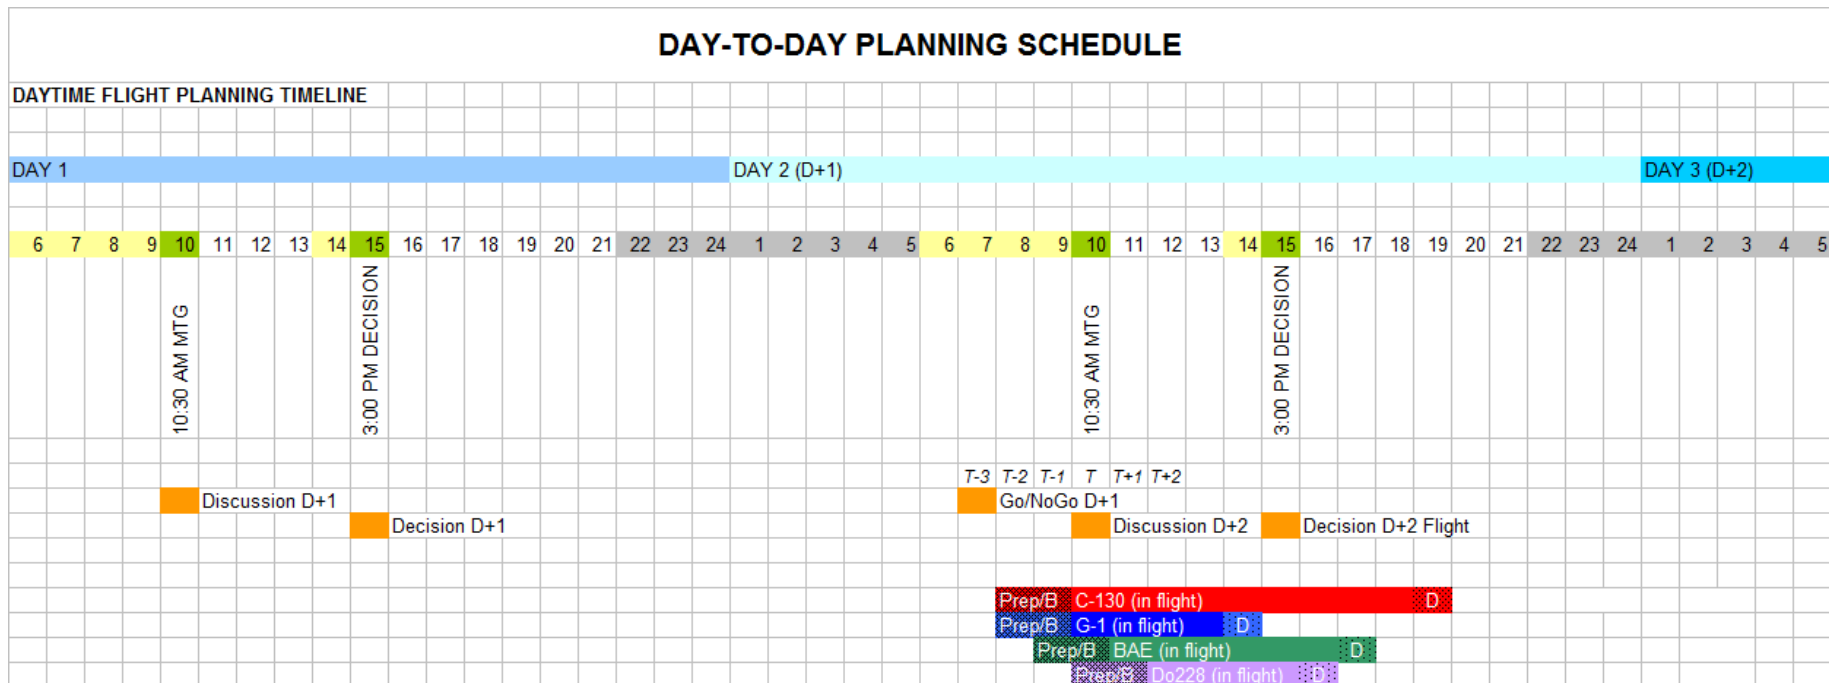 DAY-TO-DAY PLANNING SCHEDULE
DAYTIME FLIGHT PLANNING TIMELINE
DAY 1 DAY 2 (D+1) DAY 3 (D+2)
6 7 8 9 10 11 12 13 14 15 16 17 18 19 20 21 22 23 24 1 2 3 4 5 6 7 8 9 10 11 12 13 14 15 16 17 18 19 20 21 22 23 24 1 2 3 4 5
10:30 AM MTG
3:00 PM DECISION
10:30 AM MTG
3:00 PM DECISION
T-3 T-2 T-1 T T+1 T+2
Discussion D+1 Go/NoGo D+1
Decision D+1 Discussion D+2 Decision D+2 Flight
Prep/B C-130 (in flight) D
Prep/B G-1 (in flight) D
Prep/B BAE (in flight) D
Prep/B Do228 (in flight) D